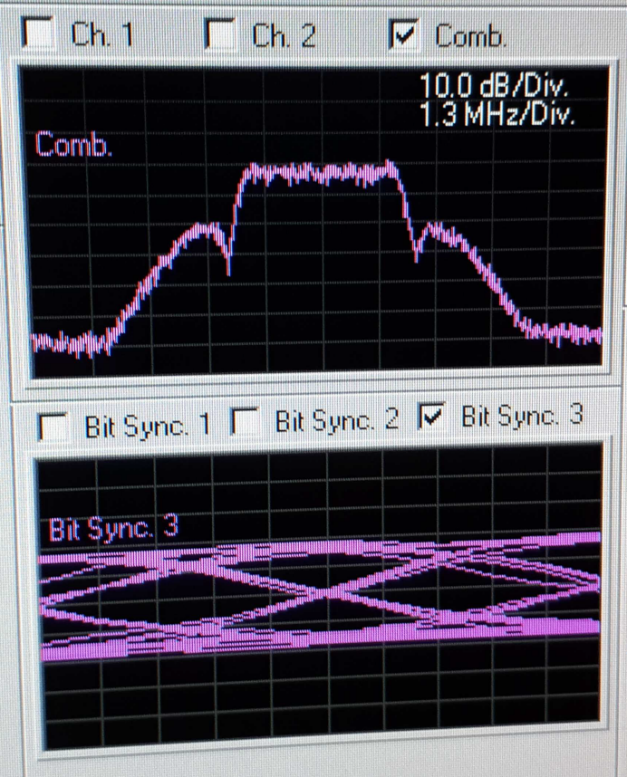 Ch. 1 Ch. 2 Comb.
10.0 dB/Div.
1.3 MHz/Div.
Comb.
Bit Sync. 1 Bit Sync. 2 Bit Sync. 3
Bit Sync. 3